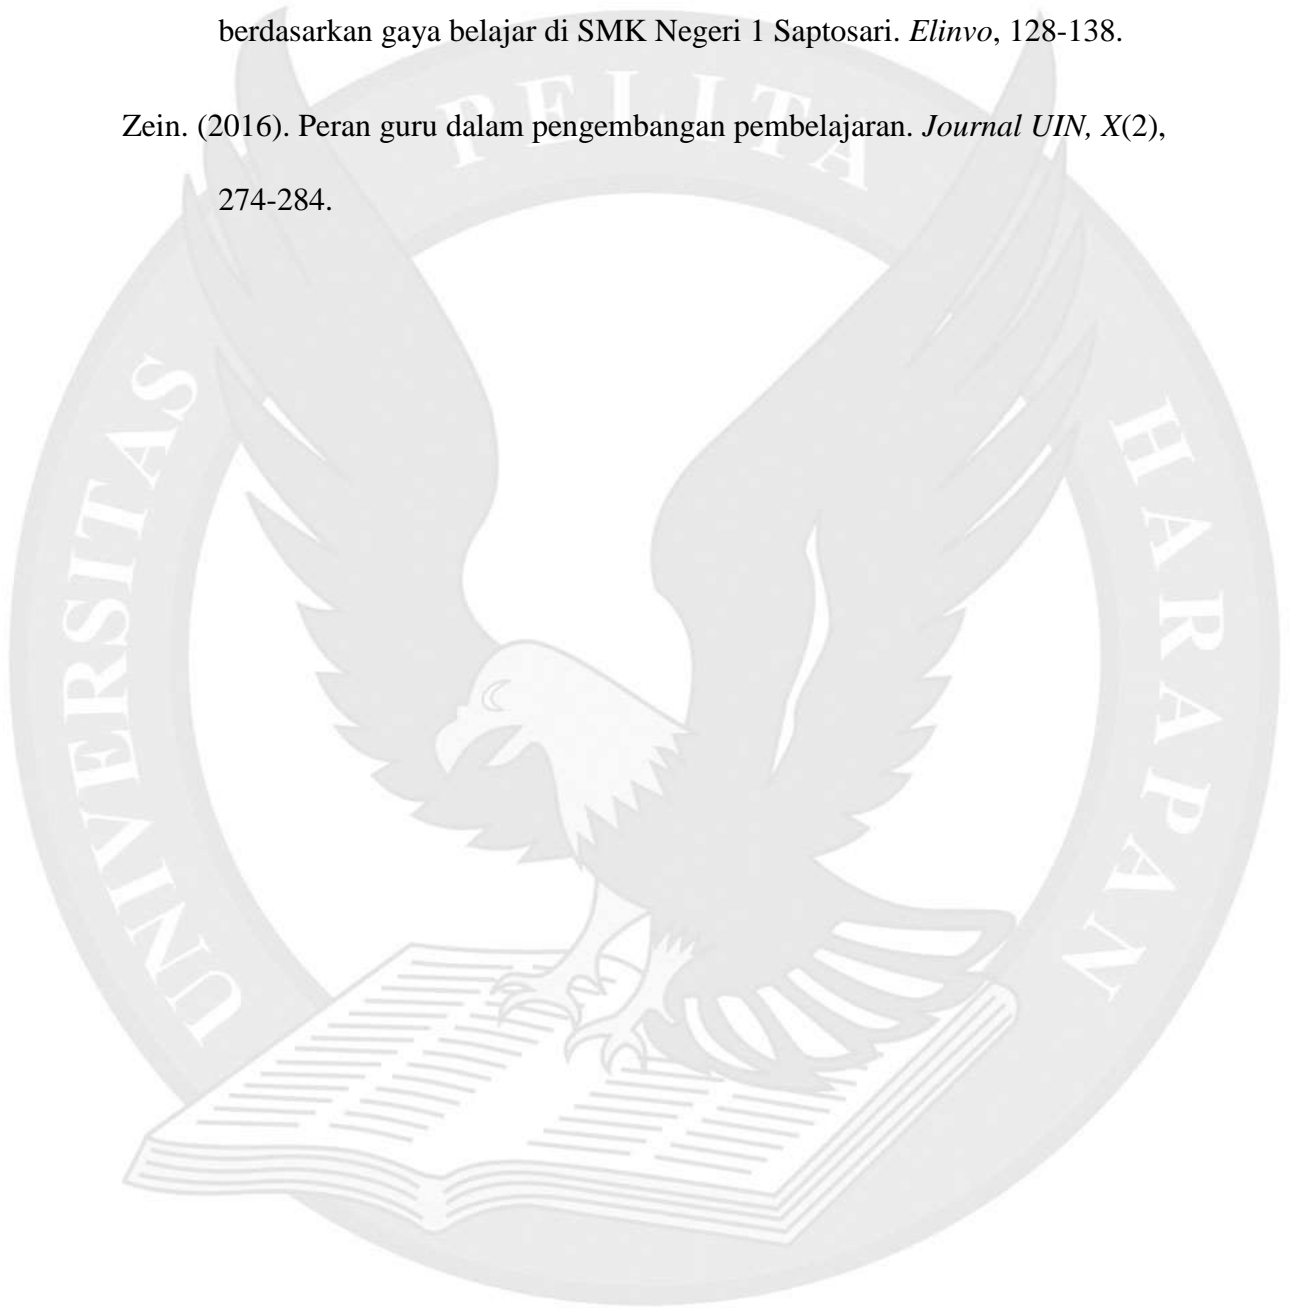 berdasarkan gaya belajar di SMK Negeri 1 Saptosari. Elinvo, 128-138.
Zein. (2016). Peran guru dalam pengembangan pembelajaran. Journal UIN, X(2),
274-284.
UNIVERSITAS PELITA HARAPAN